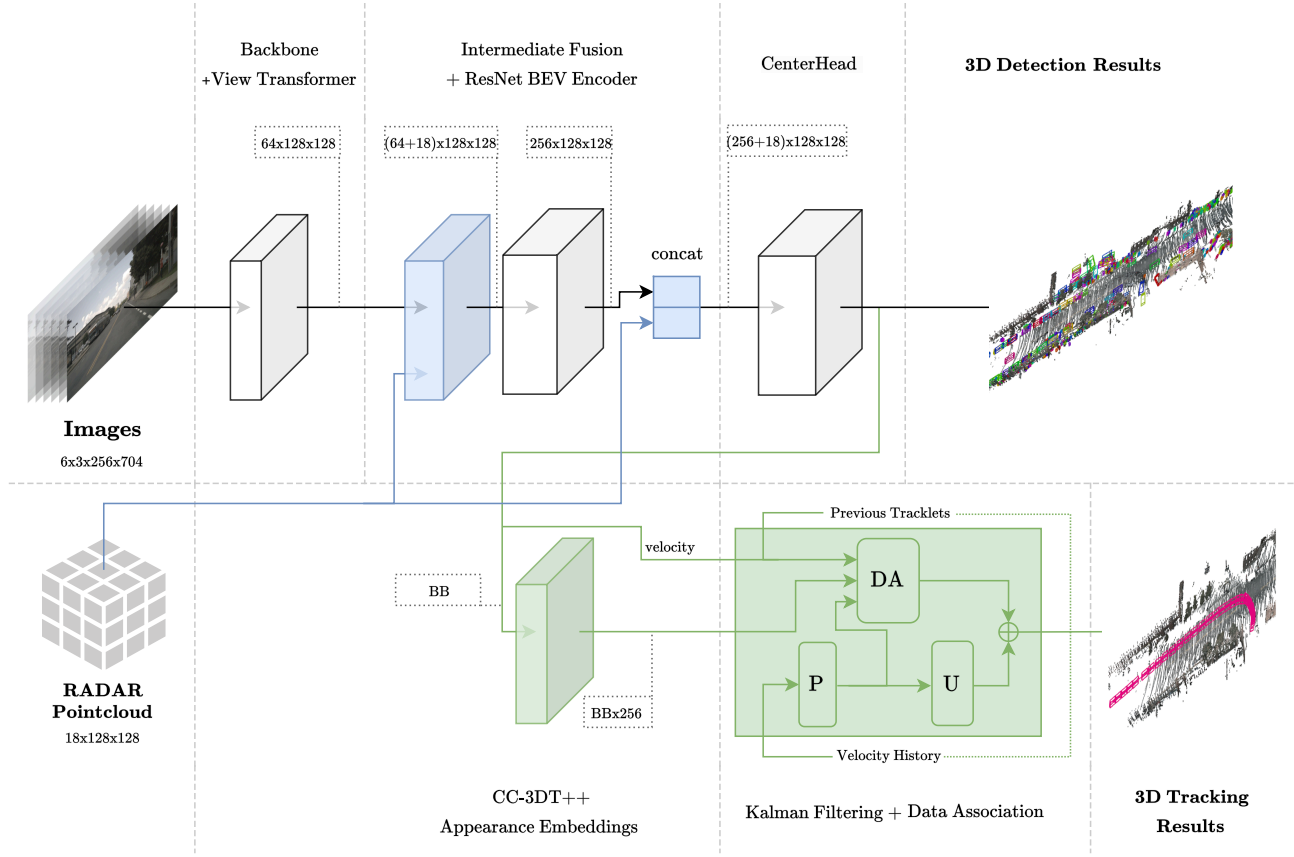 Backbone
+View Transformer
Intermediate Fusion
+ ResNet BEV Encoder
CenterHead
3D Detection Results
64x128x128
(64+18)x128x128
256x128x128
(256+18)x128x128
concat
Images
6x3x256x704
Previous Tracklets
velocity
DA
BB
P
U
BBx256
RADAR
Pointcloud
18x128x128
Velocity History
CC-3DT++
Appearance Embeddings
Kalman Filtering + Data Association
3D Tracking
Results